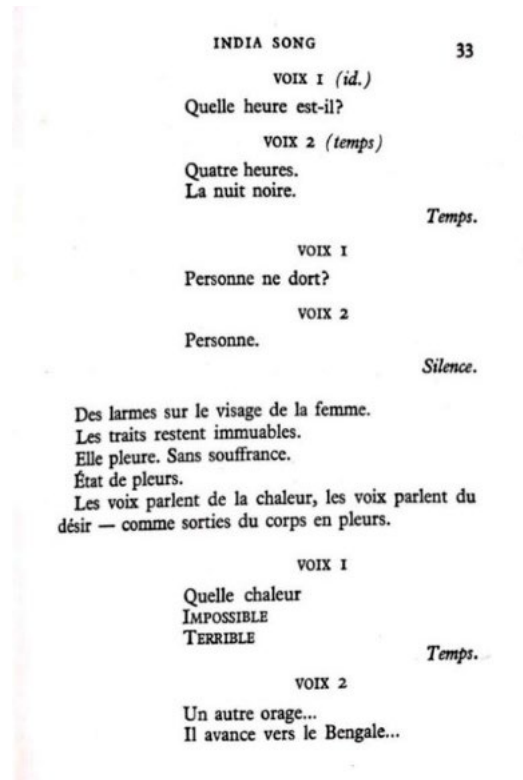 INDIA SONG 33
VOIX 1 (id.)
Quelle heure est-il?
VOIX 2 (temps)
Quatre heures.
La nuit noire.
Temps.
VOIX 1
Personne ne dort?
VOIX 2
Personne.
Silence.
Des larmes sur le visage de la femme.
Les traits restent immuables.
Elle pleure. Sans souffrance.
État de pleurs.
Les voix parlent de la chaleur, les voix parlent du
désir — comme sorties du corps en pleurs.
VOIX 1
Quelle chaleur
IMPOSSIBLE
TERRIBLE
Temps.
VOIX 2
Un autre orage...
Il avance vers le Bengale...